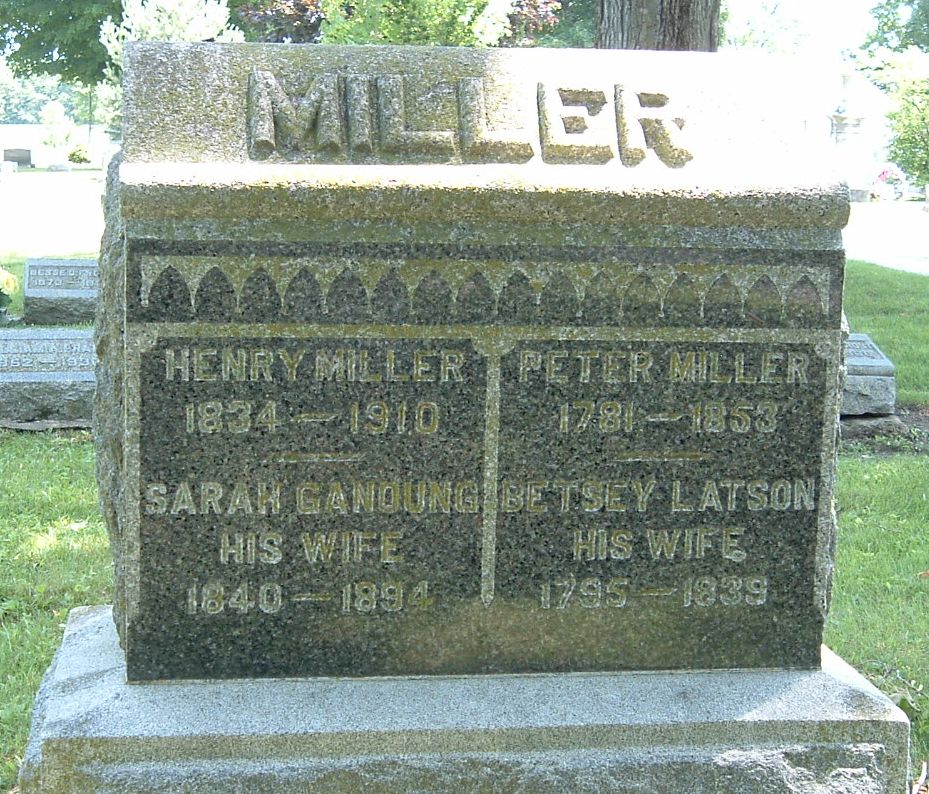 MILLER
HENRY MILLER
1834 — 1910
SARAH GANOUNG
HIS WIFE
1840 — 1894
PETER MILLER
1781 — 1853
BETSEY LATSON
HIS WIFE
1795 — 1839